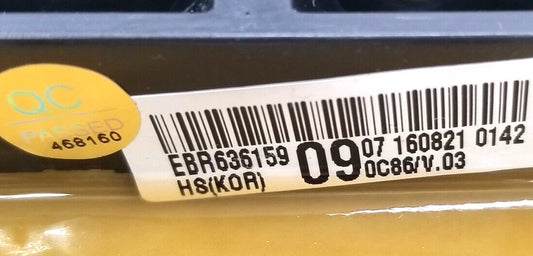 QC
PASSED
468160
EBR636159 09 07 160821 0142
HS(KOR) 0C86/V.03